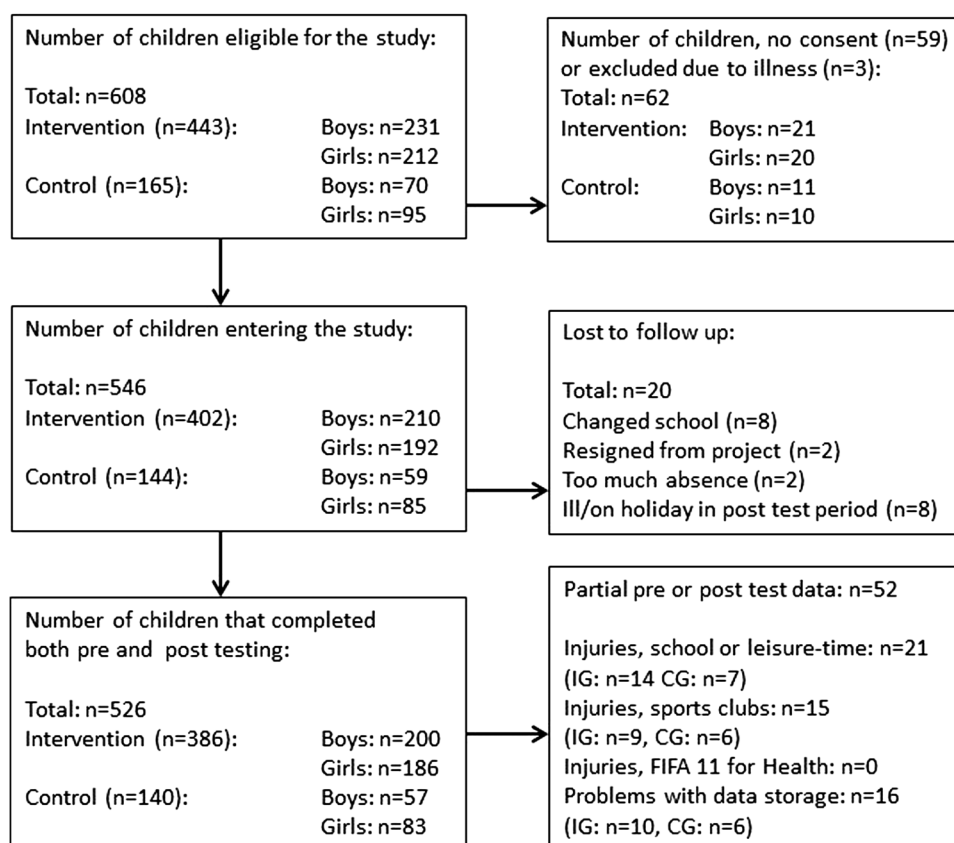 Number of children eligible for the study:
Total: n=608
Intervention (n=443): Boys: n=231
Girls: n=212
Control (n=165): Boys: n=70
Girls: n=95
Number of children, no consent (n=59)
or excluded due to illness (n=3):
Total: n=62
Intervention: Boys: n=21
Girls: n=20
Control: Boys: n=11
Girls: n=10
Number of children entering the study:
Total: n=546
Intervention (n=402): Boys: n=210
Girls: n=192
Control (n=144): Boys: n=59
Girls: n=85
Lost to follow up:
Total: n=20
Changed school (n=8)
Resigned from project (n=2)
Too much absence (n=2)
Ill/on holiday in post test period (n=8)
Number of children that completed
both pre and post testing:
Total: n=526
Intervention (n=386): Boys: n=200
Girls: n=186
Control (n=140): Boys: n=57
Girls: n=83
Partial pre or post test data: n=52
Injuries, school or leisure-time: n=21
(IG: n=14 CG: n=7)
Injuries, sports clubs: n=15
(IG: n=9, CG: n=6)
Injuries, FIFA 11 for Health: n=0
Problems with data storage: n=16
(IG: n=10, CG: n=6)